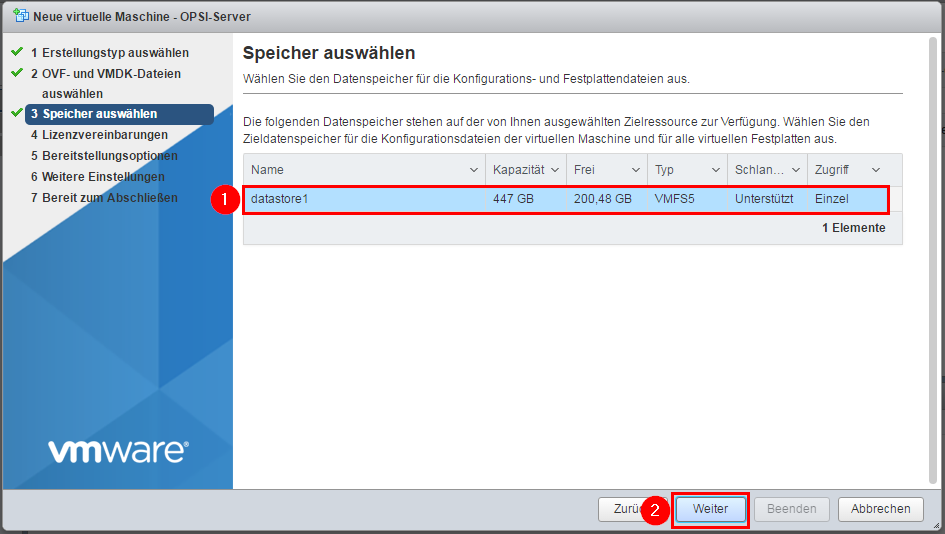 Neue virtuelle Maschine - OPSI-Server
1 Erstellungstyp auswählen
2 OVF- und VMDK-Dateien
auswählen
3 Speicher auswählen
4 Lizenzvereinbarungen
5 Bereitstellungsoptionen
6 Weitere Einstellungen
7 Bereit zum Abschließen
vmware®
Speicher auswählen
Wählen Sie den Datenspeicher für die Konfigurations- und Festplattendateien aus.
Die folgenden Datenspeicher stehen auf der von Ihnen ausgewählten Zielressource zur Verfügung. Wählen Sie den
Zieldatenspeicher für die Konfigurationsdateien der virtuellen Maschine und für alle virtuellen Festplatten aus.
Name Kapazität Frei Typ Schlan... Zugriff
1 datastore1 447 GB 200,48 GB VMFS5 Unterstützt Einzel
1 Elemente
2 Weiter Beenden Abbrechen